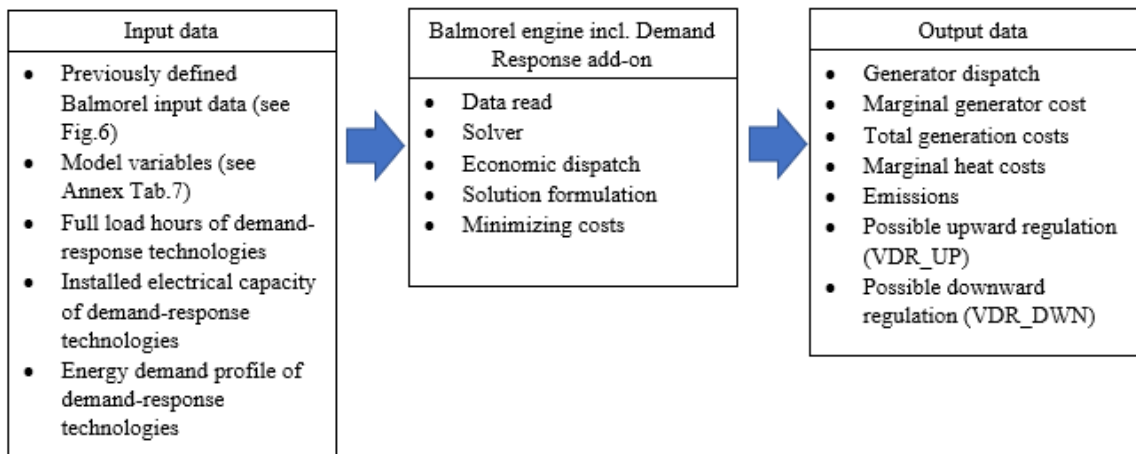 Input data
● Previously defined
Balmorel input data (see
Fig.6)
● Model variables (see
Annex Tab.7)
● Full load hours of demand-
response technologies
● Installed electrical capacity
of demand-response
technologies
● Energy demand profile of
demand-response
technologies
Balmorel engine incl. Demand
Response add-on
● Data read
● Solver
● Economic dispatch
● Solution formulation
● Minimizing costs
Output data
● Generator dispatch
● Marginal generator cost
● Total generation costs
● Marginal heat costs
● Emissions
● Possible upward regulation
(VDR_UP)
● Possible downward
regulation (VDR_DWN)